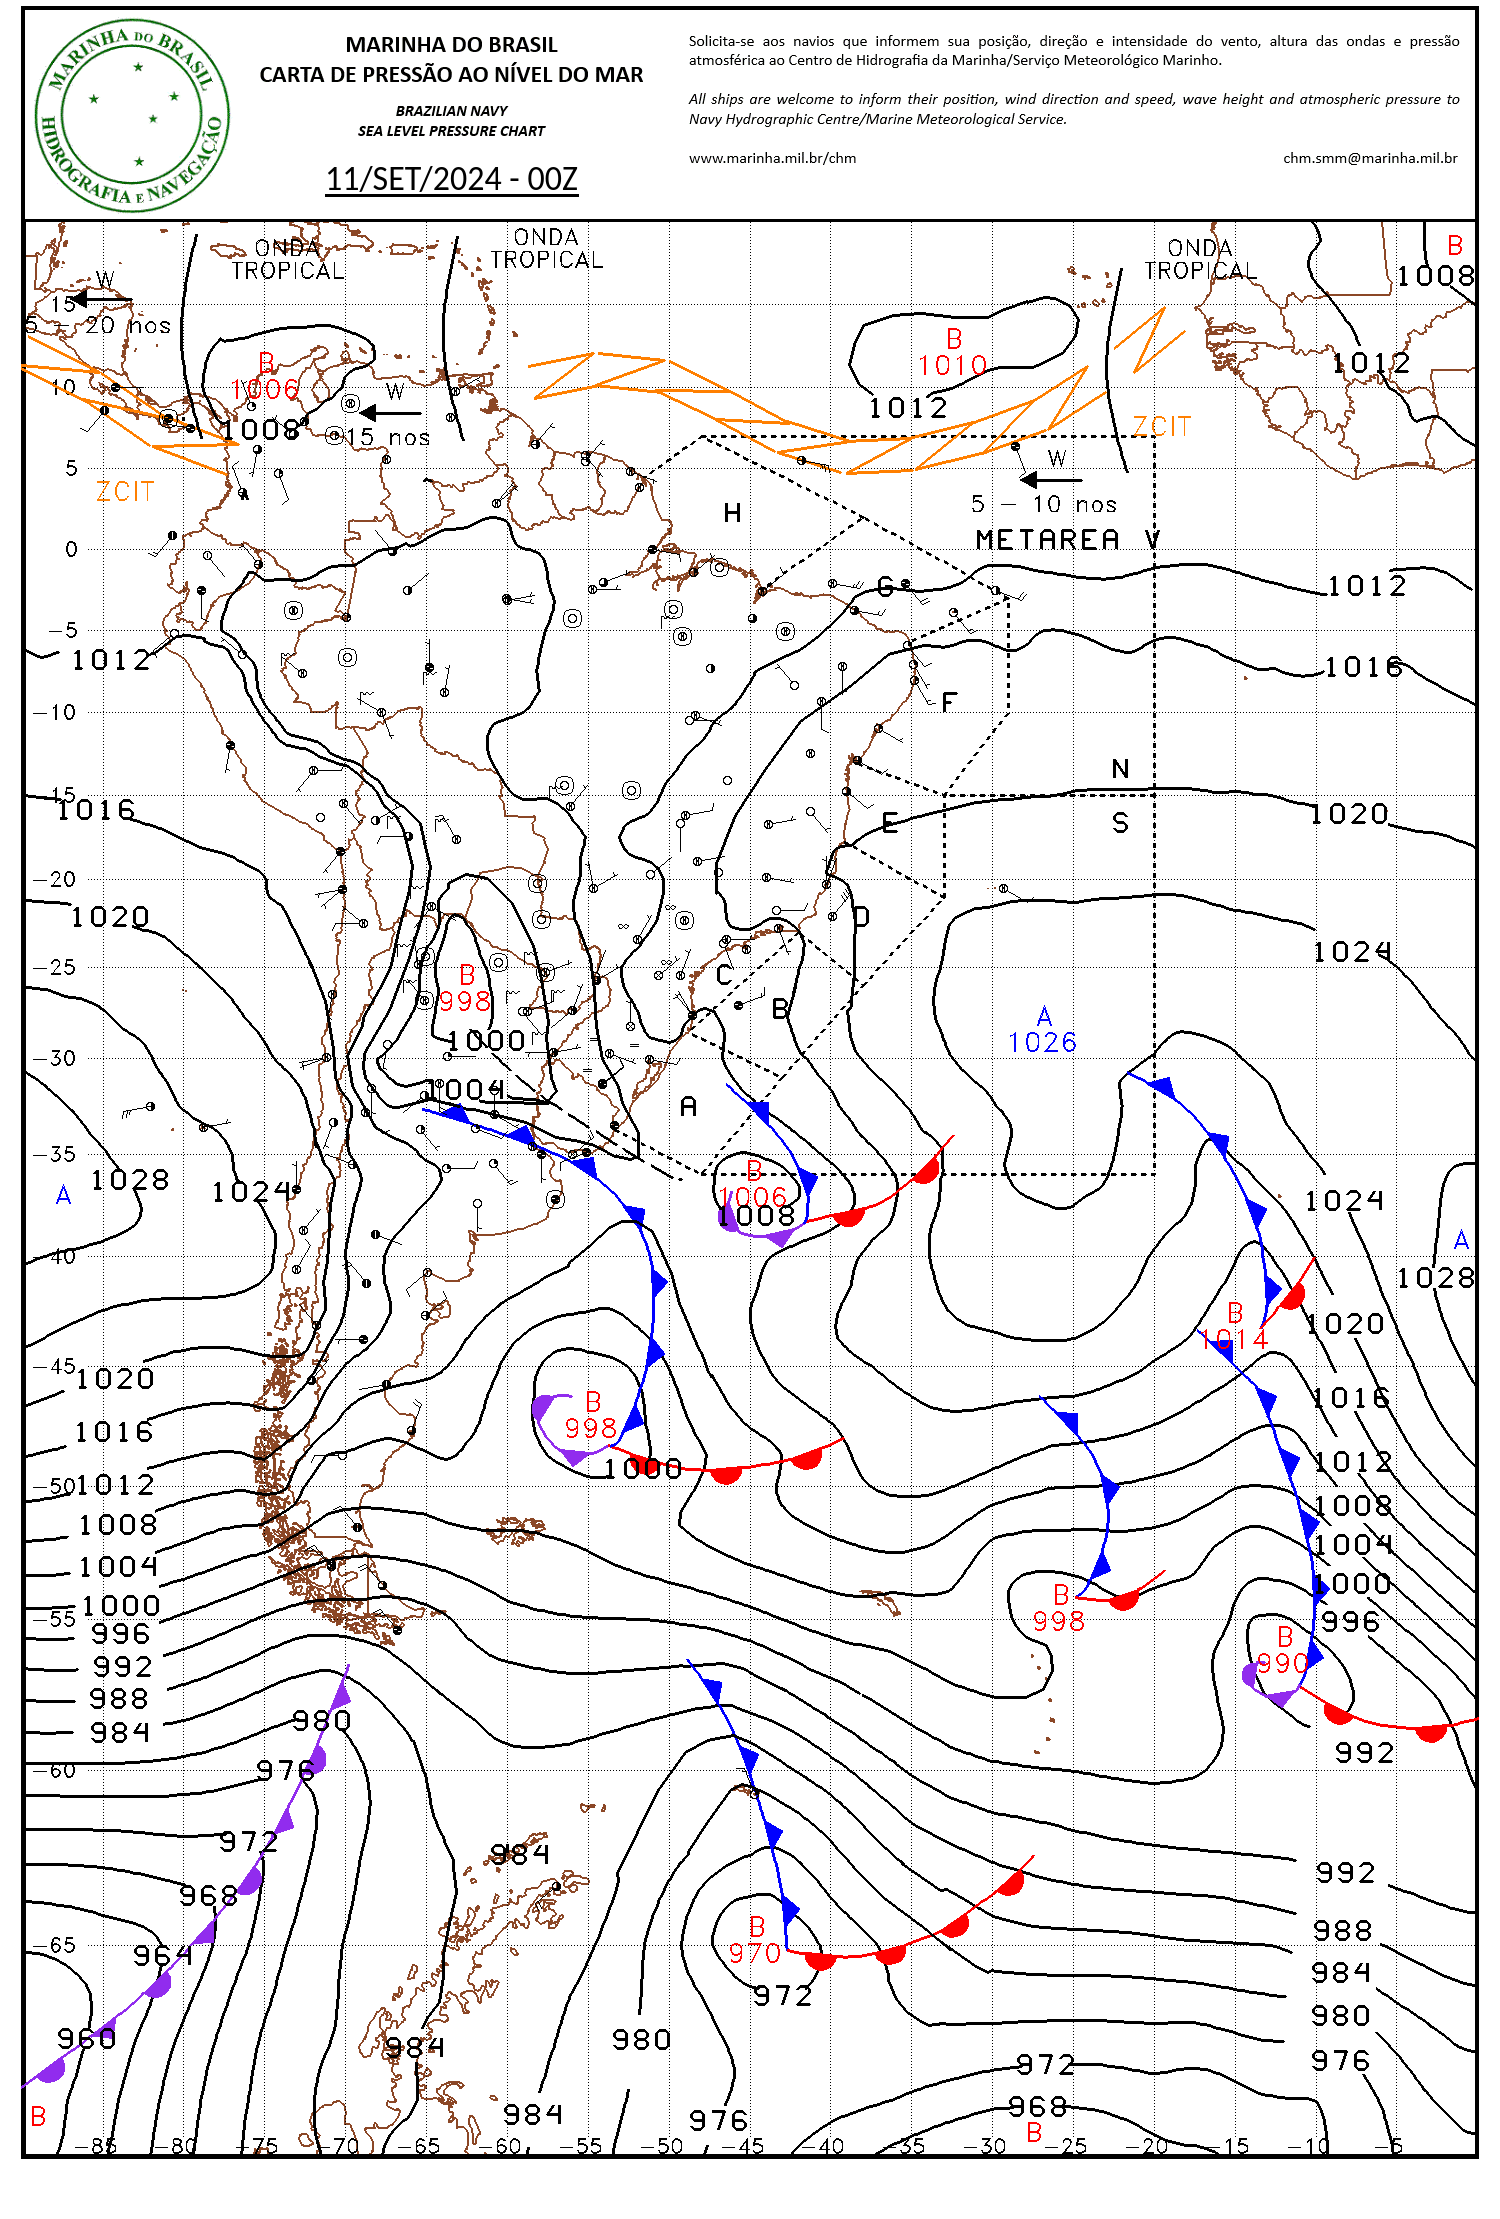 MARINHA DO BRASIL
HIDROGRAFIA E NAVEGAÇÃO
MARINHA DO BRASIL
CARTA DE PRESSÃO AO NÍVEL DO MAR
BRAZILIAN NAVY
SEA LEVEL PRESSURE CHART
11/SET/2024 - 00Z
Solicita-se aos navios que informem sua posição, direção e intensidade do vento, altura das ondas e pressão
atmosférica ao Centro de Hidrografia da Marinha/Serviço Meteorológico Marinho.
All ships are welcome to inform their position, wind direction and speed, wave height and atmospheric pressure to
Navy Hydrographic Centre/Marine Meteorological Service.
www.marinha.mil.br/chm
chm.smm@marinha.mil.br
ONDA
TROPICAL
ONDA
TROPICAL
ONDA
TROPICAL
B
1008
W
15
5 - 20 nos
B
1006
B
1010
1012
1012
10
W
1008
15 nos
ZCIT
5
ZCIT
W
5 - 10 nos
H
METAREA V
0
G
1012
-5
1012
1016
F
-10
N
-15
1016
E
S
1020
-20
1020
D
1024
-25
B
998
C
B
A
1026
1000
-30
1004
A
-35
A
1028
1024
B
1006
1008
1024
A
1028
-40
B
1014
1020
-45
1020
1016
B
998
1016
1000
1012
-50
1012
1008
1008
1004
1004
1000
1000
B
998
996
-55
996
B
990
992
988
984
980
992
976
-60
972
984
992
968
B
970
988
964
-65
972
984
980
960
984
980
972
976
B
984
976
968
B
-85
-80
-75
-70
-65
-60
-55
-50
-45
-40
-35
-30
-25
-20
-15
-10
-5